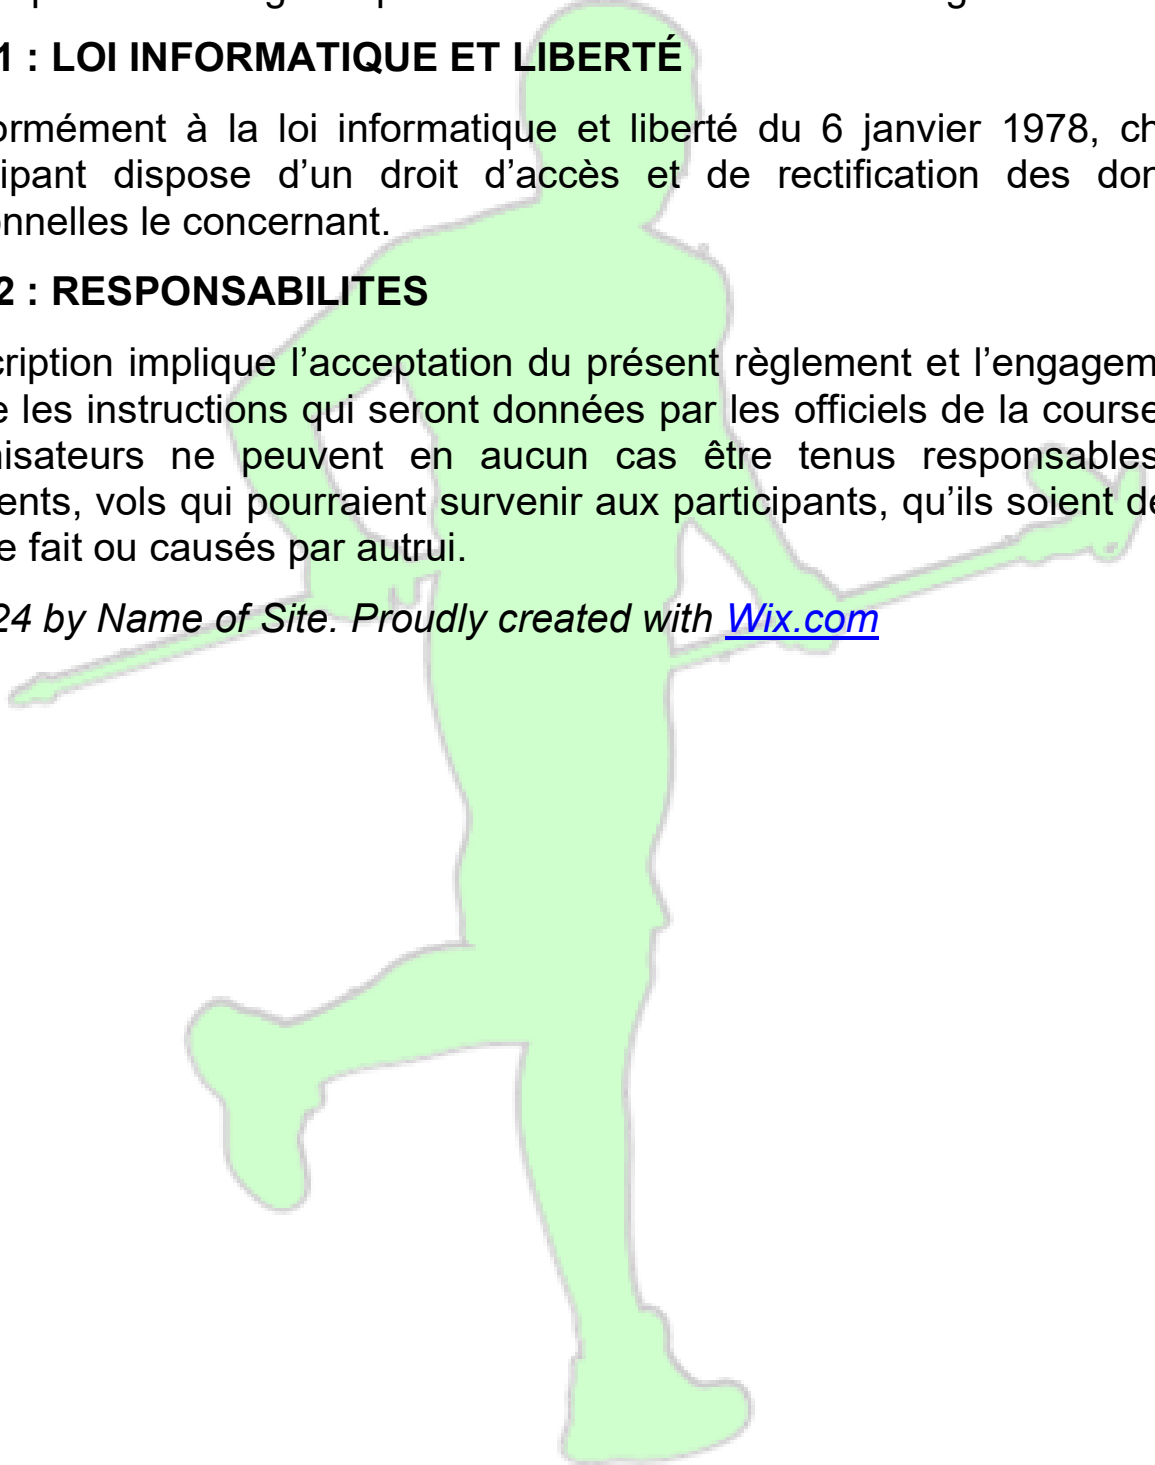 1 : LOI INFORMATIQUE ET LIBERTÉ
ormément à la loi informatique et liberté du 6 janvier 1978, ch
ipant dispose d’un droit d’accès et de rectification des don
onnelles le concernant.
2 : RESPONSABILITES
cription implique l’acceptation du présent règlement et l’engagem
e les instructions qui seront données par les officiels de la course
nisateurs ne peuvent en aucun cas être tenus responsables
ents, vols qui pourraient survenir aux participants, qu’ils soient de
e fait ou causés par autrui.
24 by Name of Site. Proudly created with Wix.com